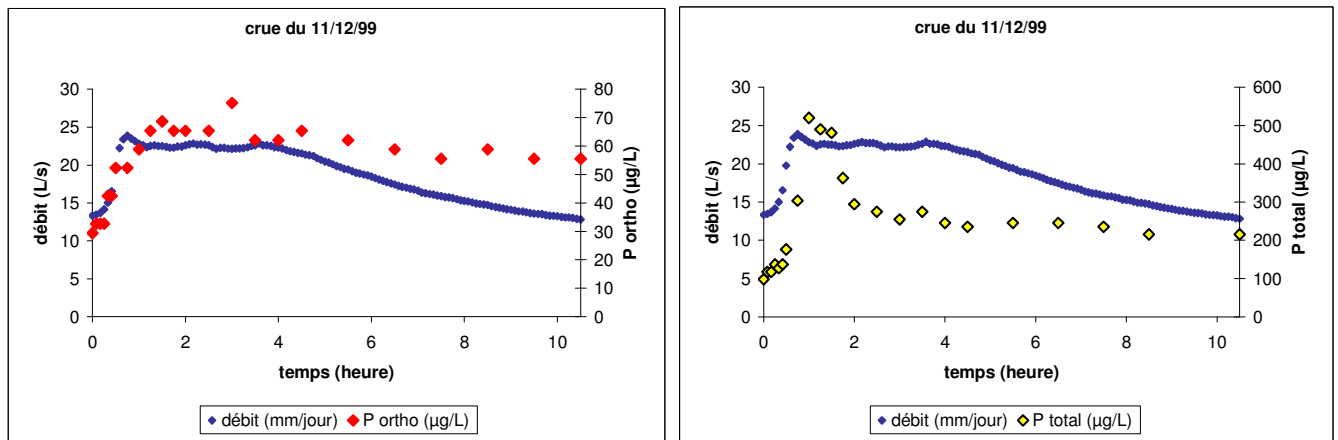 crue du 11/12/99
30
25
20
15
10
5
0
débit (L/s)
80
70
60
50
40
30
20
10
0
P ortho (µg/L)
0 2 4 6 8 10
temps (heure)
débit (mm/jour) P ortho (µg/L)
crue du 11/12/99
30
25
20
15
10
5
0
débit (L/s)
600
500
400
300
200
100
0
P total (µg/L)
0 2 4 6 8 10
temps (heure)
débit (mm/jour) P total (µg/L)